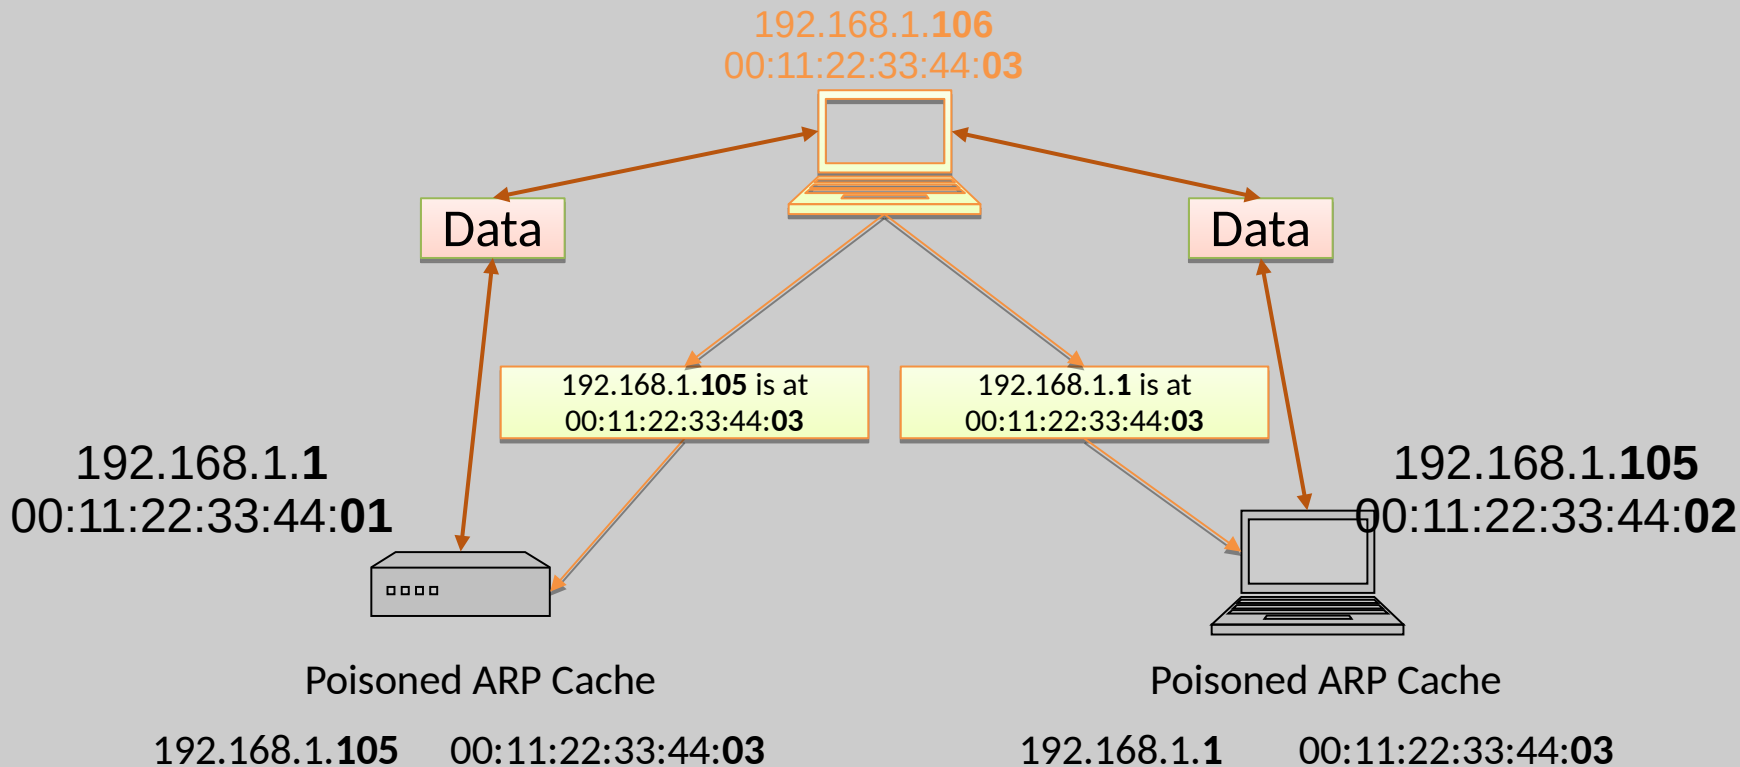 192.168.1.106
00:11:22:33:44:03
Data
Data
192.168.1.105 is at
00:11:22:33:44:03
192.168.1.1 is at
00:11:22:33:44:03
192.168.1.1
00:11:22:33:44:01
192.168.1.105
00:11:22:33:44:02
Poisoned ARP Cache
192.168.1.105 00:11:22:33:44:03
Poisoned ARP Cache
192.168.1.1 00:11:22:33:44:03